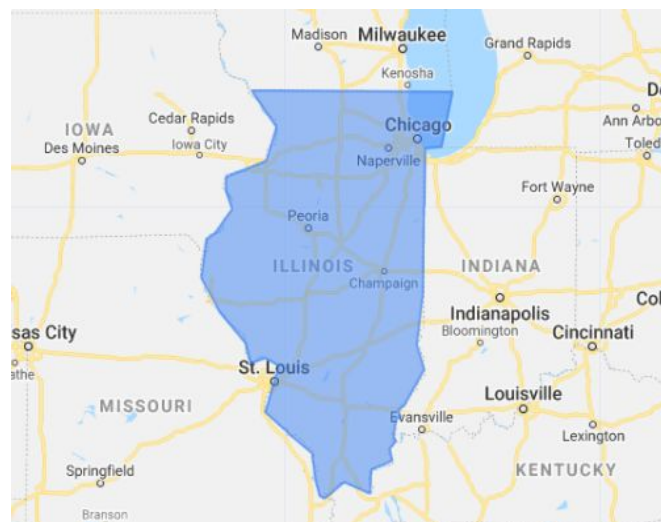 Madison
Milwaukee
Grand Rapids
Kenosha
De
Ann Arbo
Cedar Rapids
IOWA
Chicago
Des Moines
Iowa City
Naperville
Toled
Fort Wayne
Peoria
ILLINOIS
INDIANA
Champaign
Indianapolis
Col
sas City
Bloomington
Cincinnati
athe
St. Louis
MISSOURI
Evansville
Louisville
Lexington
Springfield
KENTUCKY
Branson